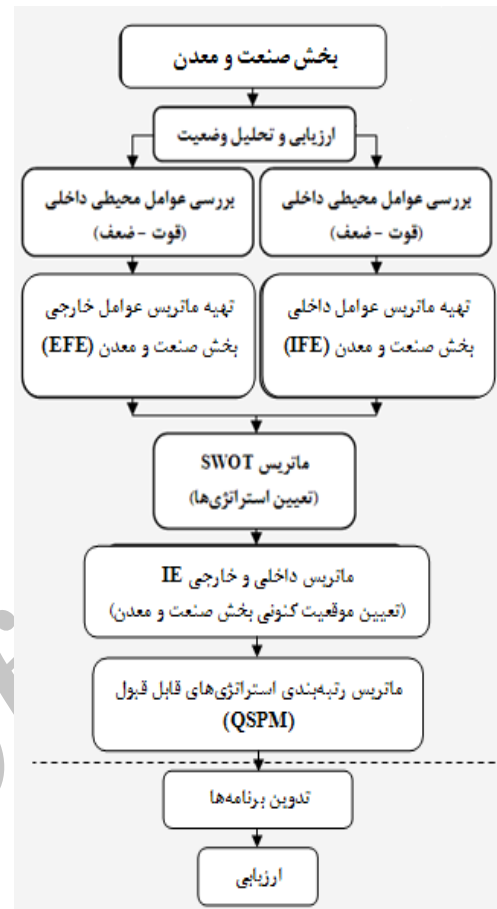 بخش صنعت و معدن
ارزیابی و تحلیل وضعیت
بررسی عوامل محیطی داخلی
(قوت - ضعف)
بررسی عوامل محیطی داخلی
(قوت - ضعف)
تهیه ماتریس عوامل داخلی
بخش صنعت و معدن (IFE)
تهیه ماتریس عوامل خارجی
بخش صنعت و معدن (EFE)
ماتریس SWOT
(تعیین استراتژی‌ها)
ماتریس داخلی و خارجی IE
(تعیین موقعیت کنونی بخش صنعت و معدن)
ماتریس رتبه‌بندی استراتژی‌های قابل قبول
(QSPM)
تدوین برنامه‌ها
ارزیابی